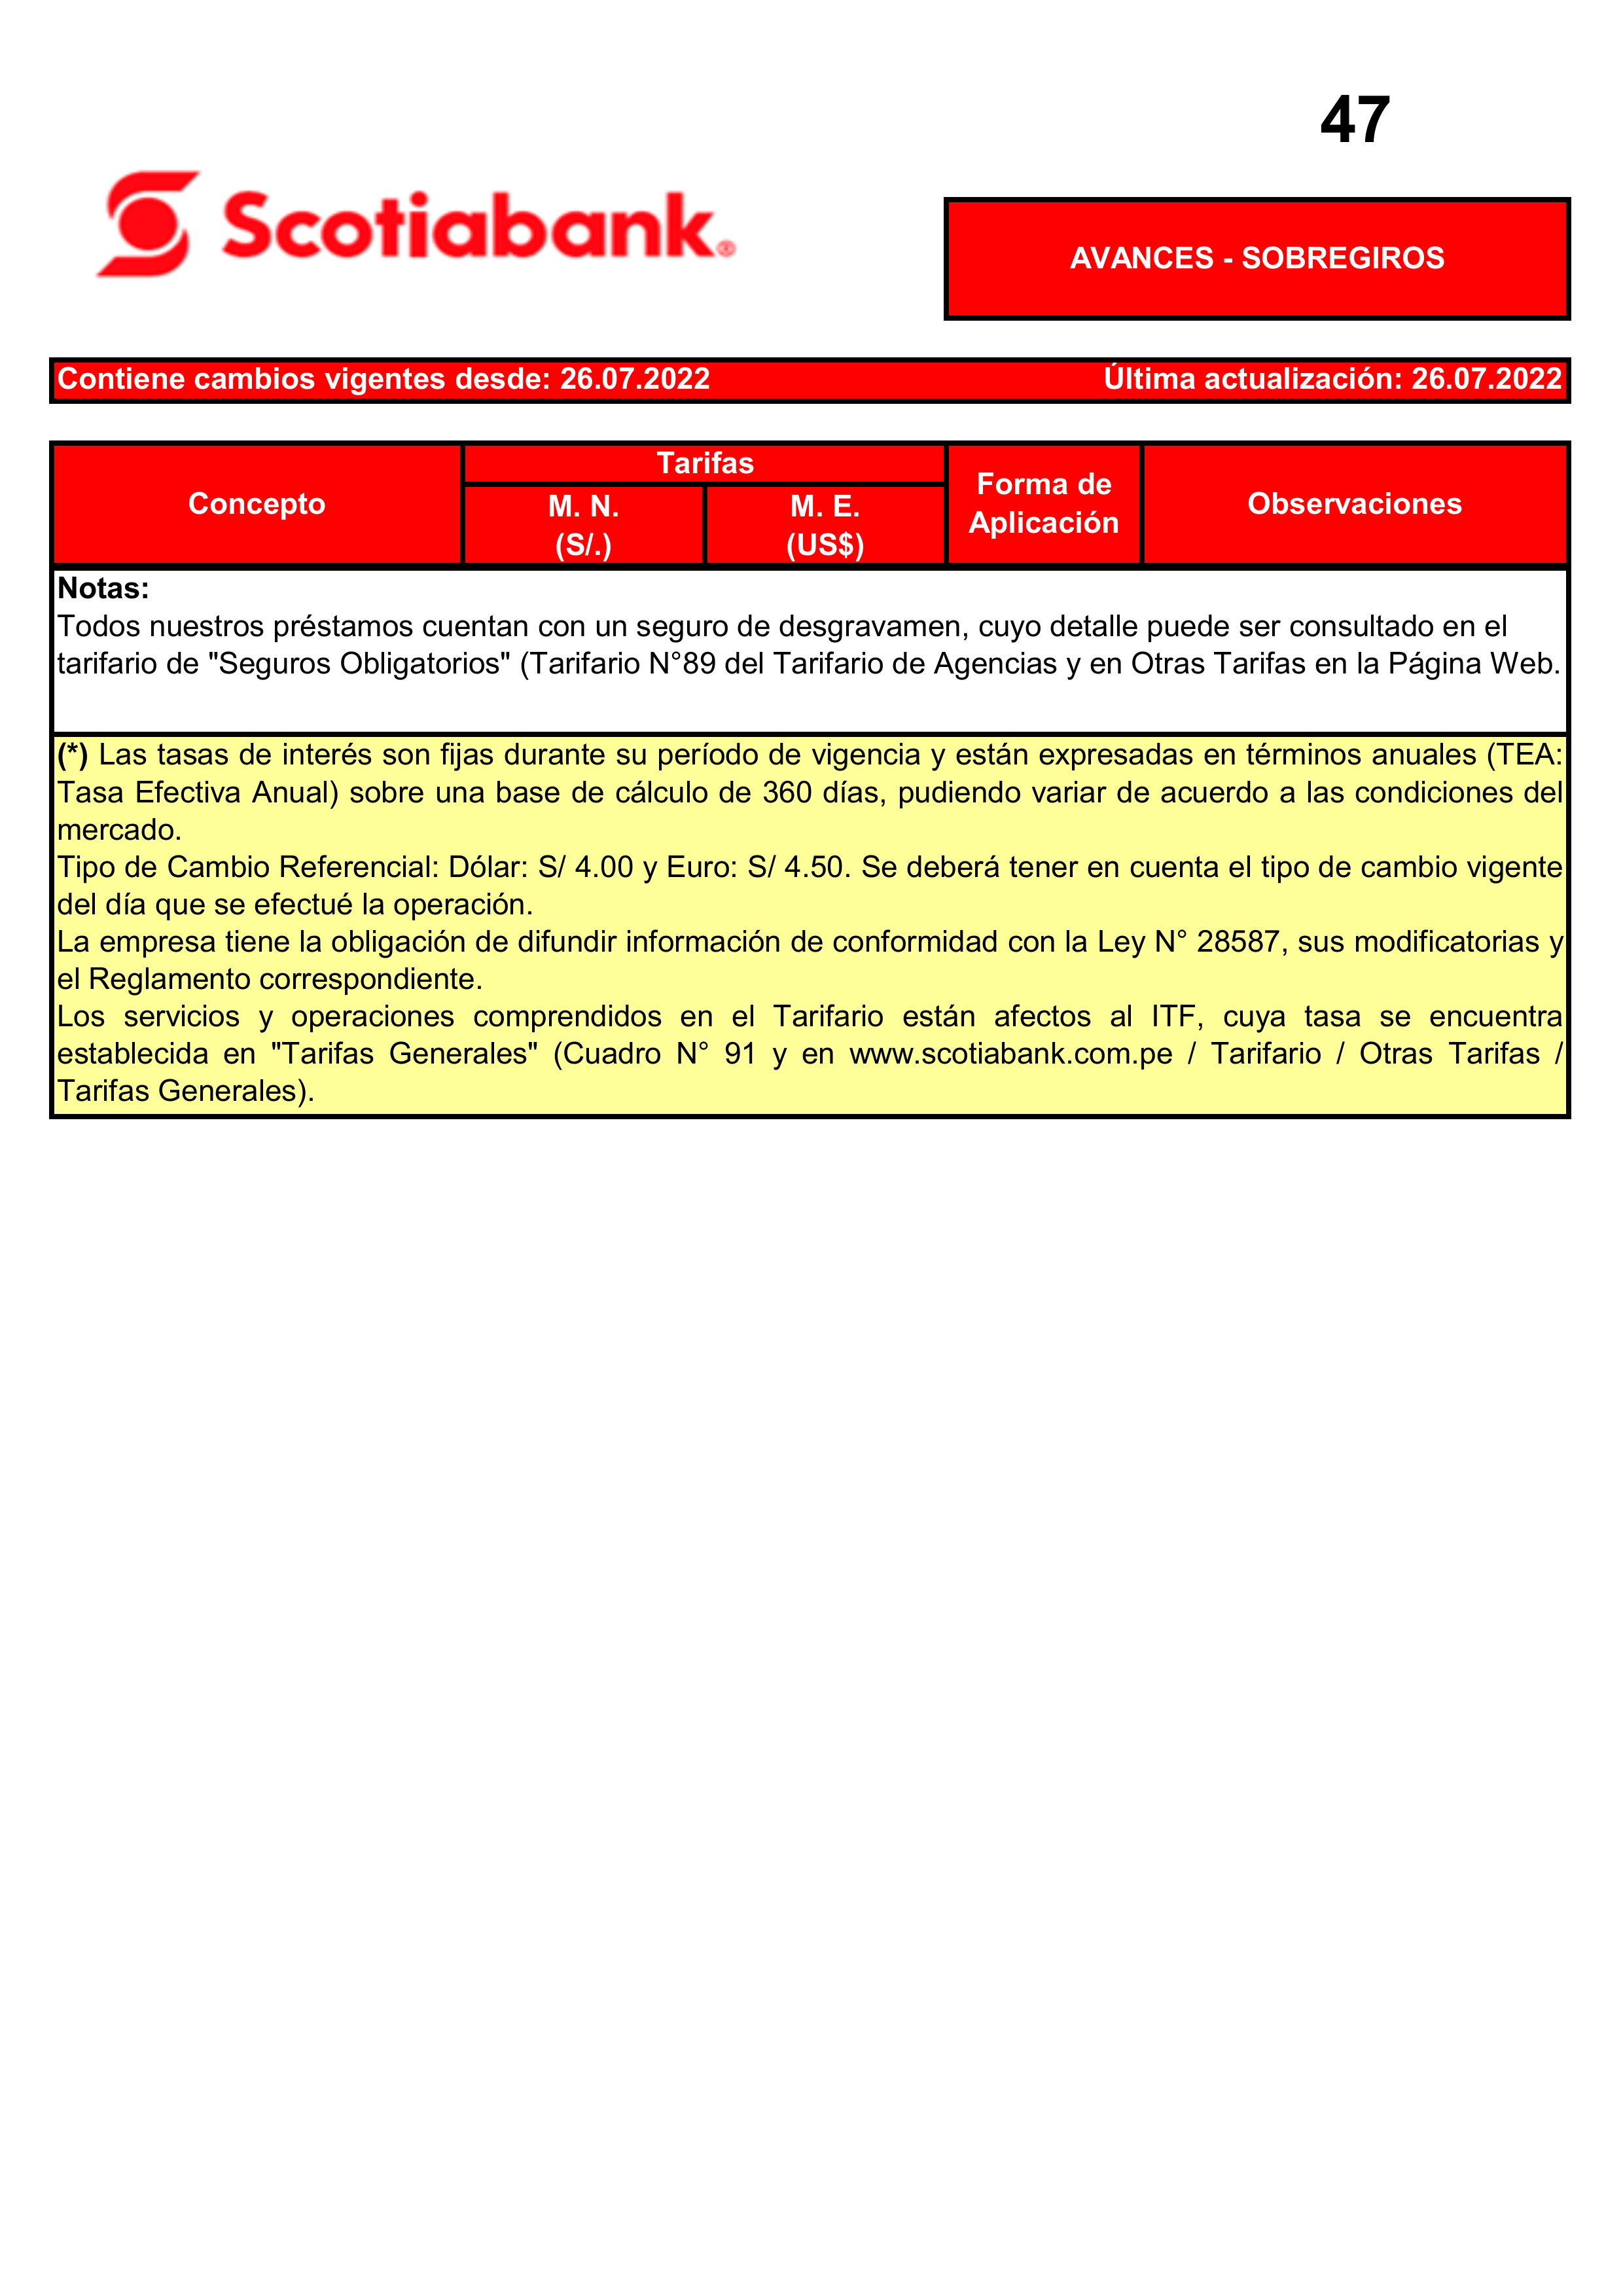 47
Scotiabank®
AVANCES - SOBREGIROS
Contiene cambios vigentes desde: 26.07.2022 Última actualización: 26.07.2022
Concepto
Tarifas
M. N.
(S/.)
M. E.
(US$)
Forma de
Aplicación
Observaciones
Notas:
Todos nuestros préstamos cuentan con un seguro de desgravamen, cuyo detalle puede ser consultado en el
tarifario de "Seguros Obligatorios" (Tarifario N°89 del Tarifario de Agencias y en Otras Tarifas en la Página Web.
(*) Las tasas de interés son fijas durante su período de vigencia y están expresadas en términos anuales (TEA:
Tasa Efectiva Anual) sobre una base de cálculo de 360 días, pudiendo variar de acuerdo a las condiciones del
mercado.
Tipo de Cambio Referencial: Dólar: S/ 4.00 y Euro: S/ 4.50. Se deberá tener en cuenta el tipo de cambio vigente
del día que se efectué la operación.
La empresa tiene la obligación de difundir información de conformidad con la Ley N° 28587, sus modificatorias y
el Reglamento correspondiente.
Los servicios y operaciones comprendidos en el Tarifario están afectos al ITF, cuya tasa se encuentra
establecida en "Tarifas Generales" (Cuadro N° 91 y en www.scotiabank.com.pe / Tarifario / Otras Tarifas /
Tarifas Generales).